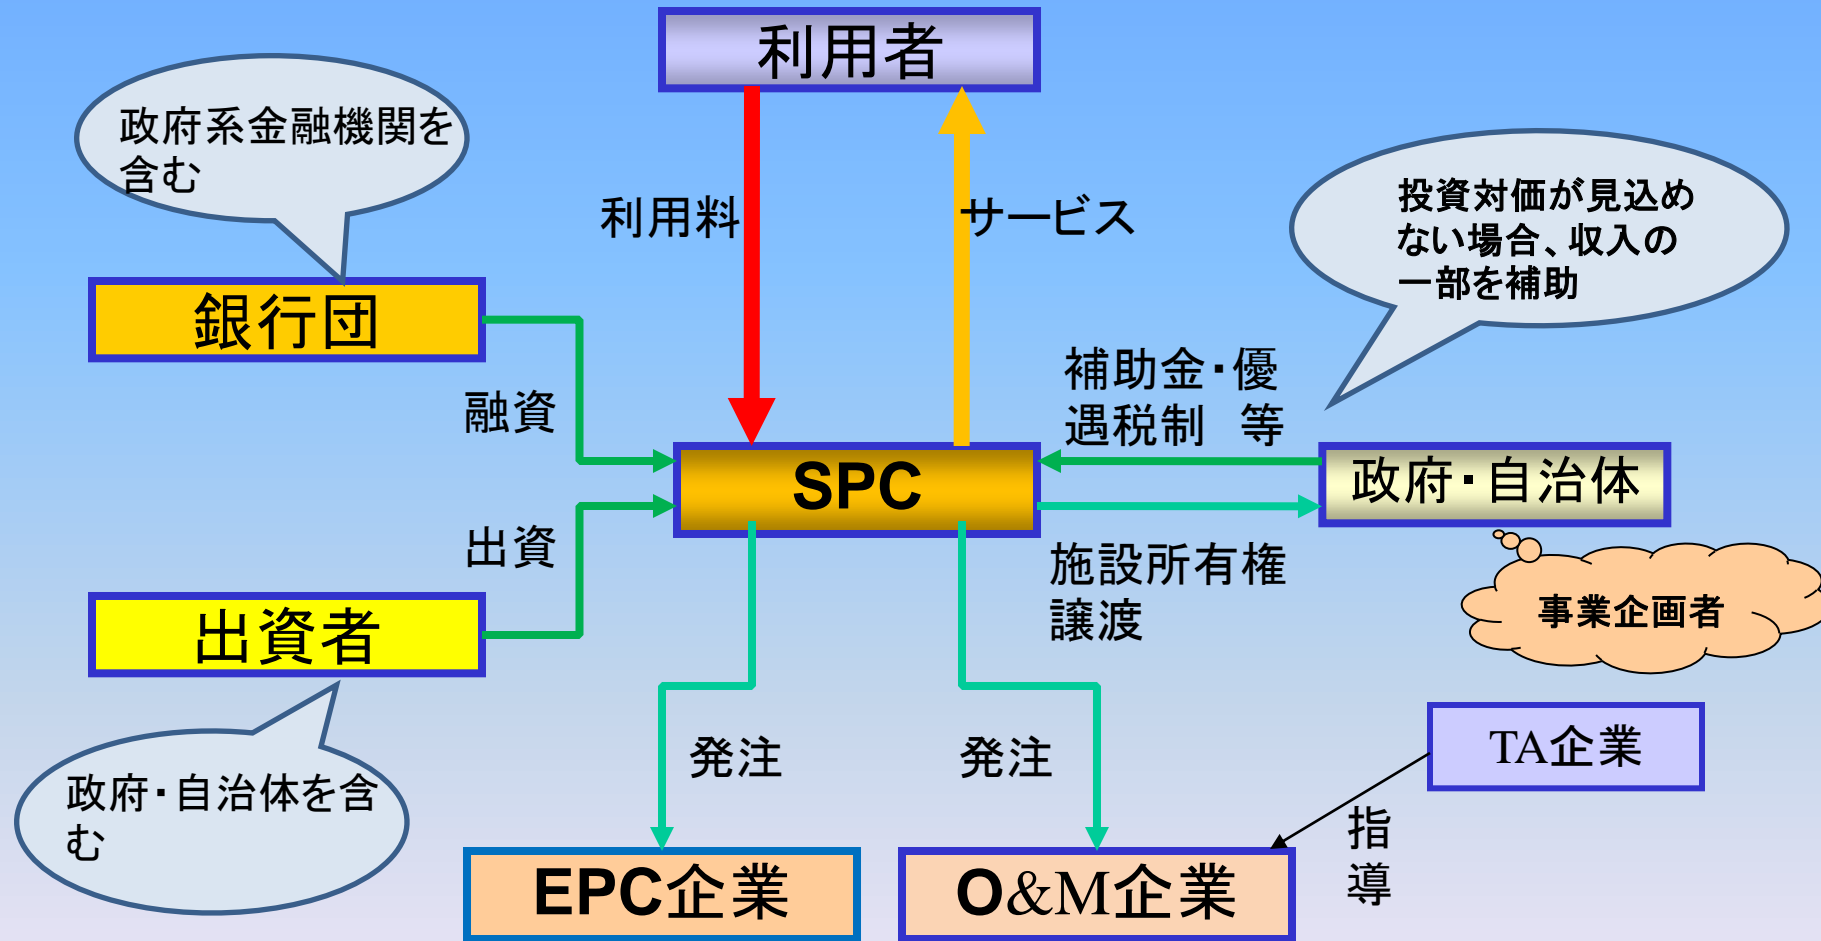 利用者
政府系金融機関を
含む
利用料
サービス
投資対価が見込め
ない場合、収入の
一部を補助
銀行団
融資
補助金・優
遇税制　等
SPC
政府・自治体
出資
施設所有権
譲渡
事業企画者
出資者
政府・自治体を含
む
発注
発注
TA企業
指
導
EPC企業
O&M企業